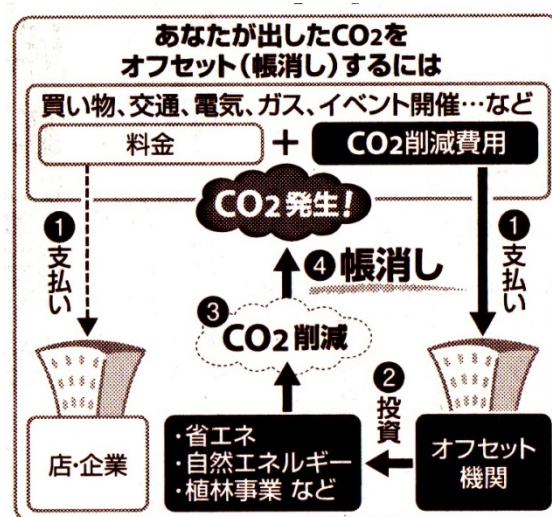 あなたが出したCO2を
オフセット(帳消し)するには
買い物、交通、電気、ガス、イベント開催…など
料金
+
CO2削減費用
CO2発生!
❶支払い
❹帳消し
❶支払い
❸
CO2削減
❷投資
店・企業
・省エネ
・自然エネルギー
・植林事業 など
オフセット
機関